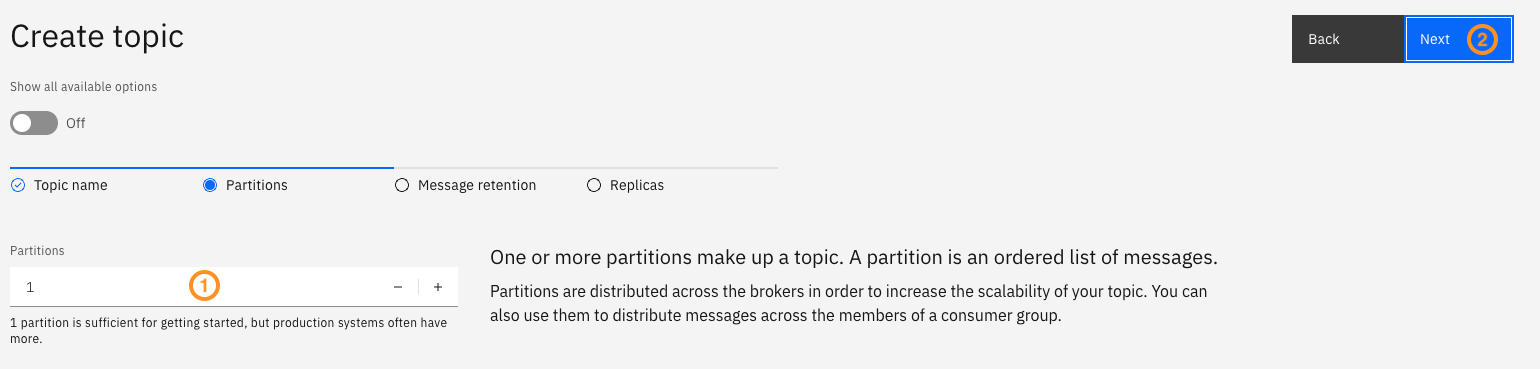 Create topic
Back
Next
2
Show all available options
Off
Topic name
Partitions
Message retention
Replicas
Partitions
1
1
1 partition is sufficient for getting started, but production systems often have
more.
One or more partitions make up a topic. A partition is an ordered list of messages.
Partitions are distributed across the brokers in order to increase the scalability of your topic. You can
also use them to distribute messages across the members of a consumer group.